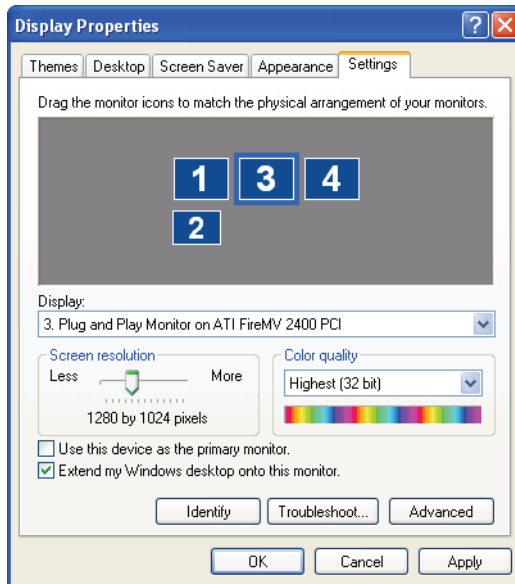 Display Properties
Themes Desktop Screen Saver Appearance Settings
Drag the monitor icons to match the physical arrangement of your monitors.
1 3 4
2
Display:
3. Plug and Play Monitor on ATI FireMV 2400 PCI
Screen resolution
Less More
1280 by 1024 pixels
Color quality
Highest (32 bit)
Use this device as the primary monitor.
Extend my Windows desktop onto this monitor.
Identify Troubleshoot... Advanced
OK Cancel Apply